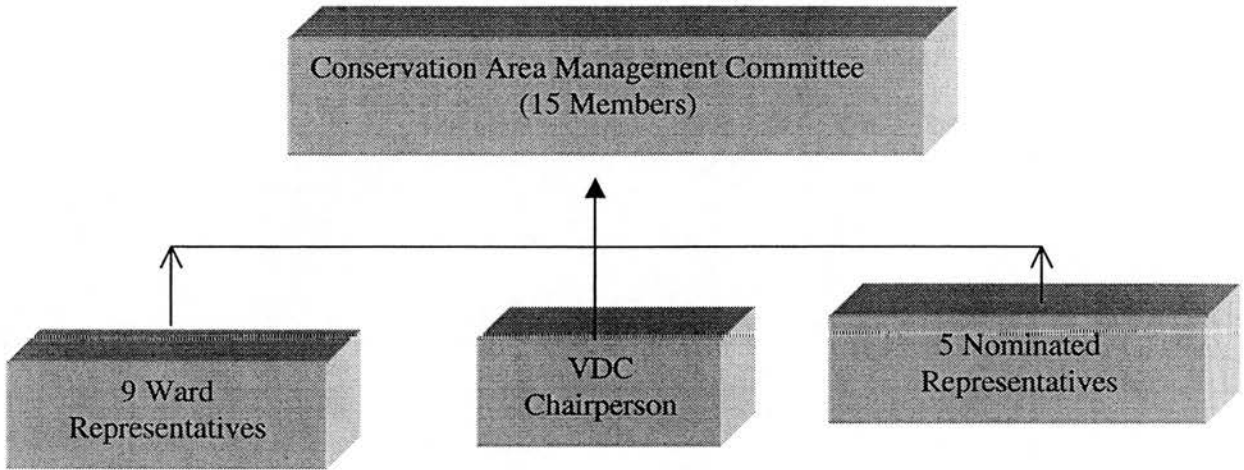 Conservation Area Management Committee
(15 Members)
9 Ward
Representatives
VDC
Chairperson
5 Nominated
Representatives